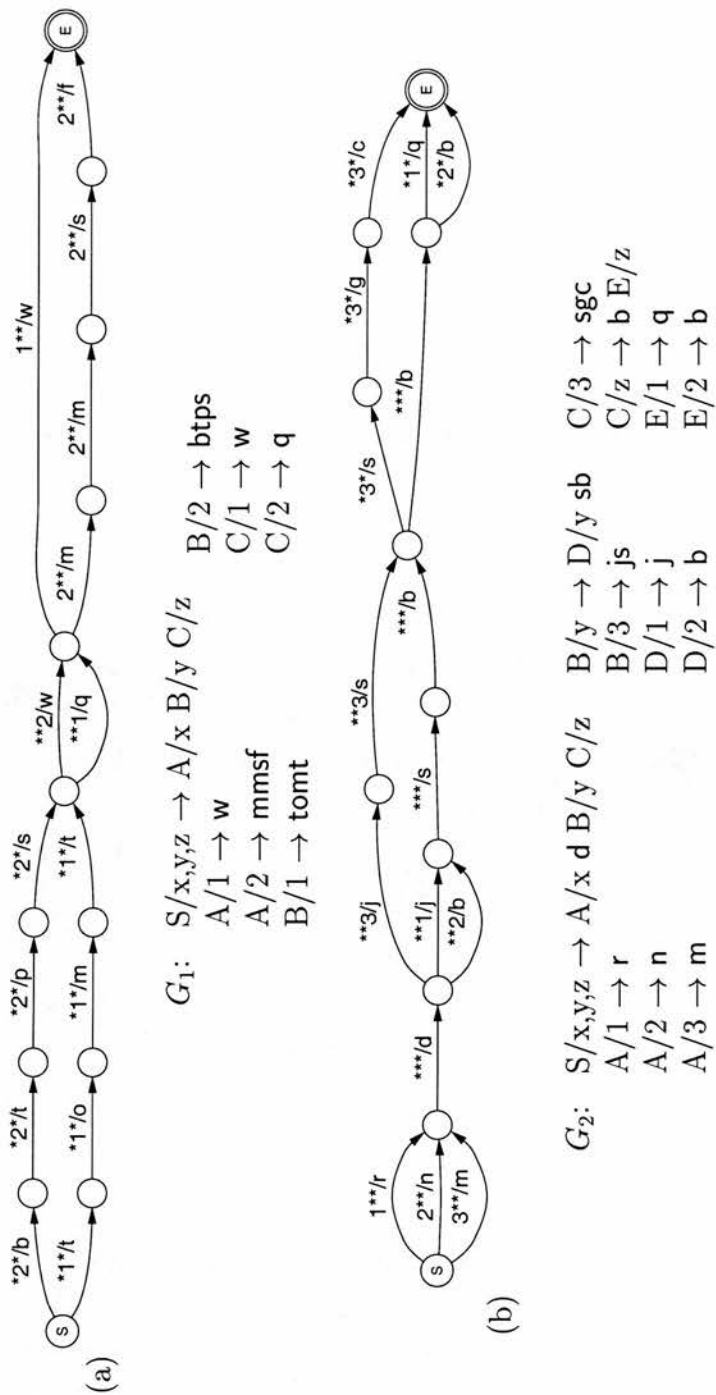 (a)
S
*2*/b
*2*/t
*2*/p
*2*/s
*1*/t
*1*/o
*1*/m
*1*/t
**2/w
**1/q
1**/w
2**/m
2**/m
2**/s
2**/f
E
G₁: S/x,y,z → A/x B/y C/z
A/1 → w
A/2 → mmsf
B/1 → tomt
B/2 → btps
C/1 → w
C/2 → q
(b)
S
1**/r
2**/n
3**/m
***/d
**3/j
**3/s
**1/j
**2/b
***/s
***/b
*3*/s
*3*/g
*3*/c
***/b
*1*/q
*2*/b
E
G₂: S/x,y,z → A/x d B/y C/z
A/1 → r
A/2 → n
A/3 → m
B/y → D/y sb
B/3 → js
D/1 → j
D/2 → b
C/3 → sgc
C/z → b E/z
E/1 → q
E/2 → b